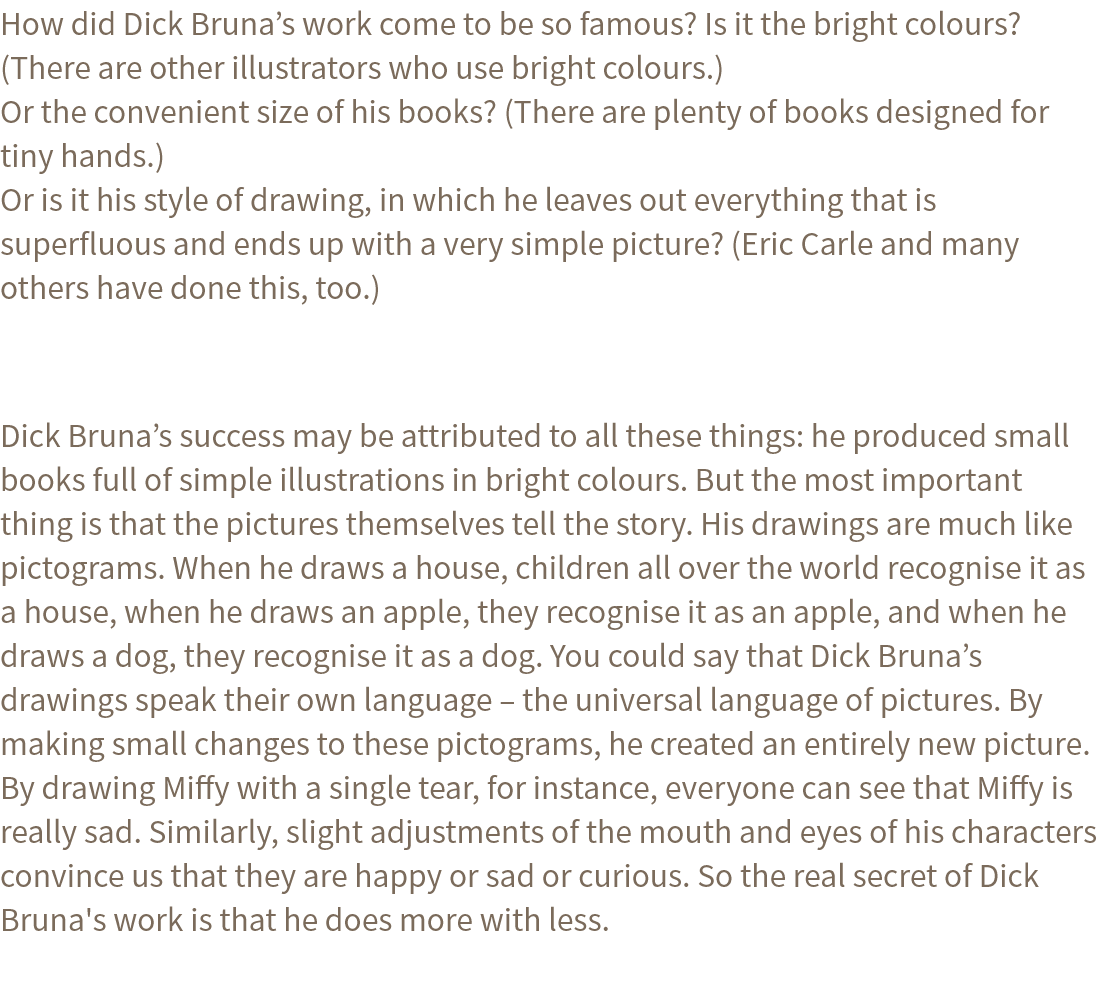 How did Dick Bruna’s work come to be so famous? Is it the bright colours?
(There are other illustrators who use bright colours.)
Or the convenient size of his books? (There are plenty of books designed for
tiny hands.)
Or is it his style of drawing, in which he leaves out everything that is
superfluous and ends up with a very simple picture? (Eric Carle and many
others have done this, too.)
Dick Bruna’s success may be attributed to all these things: he produced small
books full of simple illustrations in bright colours. But the most important
thing is that the pictures themselves tell the story. His drawings are much like
pictograms. When he draws a house, children all over the world recognise it as
a house, when he draws an apple, they recognise it as an apple, and when he
draws a dog, they recognise it as a dog. You could say that Dick Bruna’s
drawings speak their own language – the universal language of pictures. By
making small changes to these pictograms, he created an entirely new picture.
By drawing Miffy with a single tear, for instance, everyone can see that Miffy is
really sad. Similarly, slight adjustments of the mouth and eyes of his characters
convince us that they are happy or sad or curious. So the real secret of Dick
Bruna's work is that he does more with less.